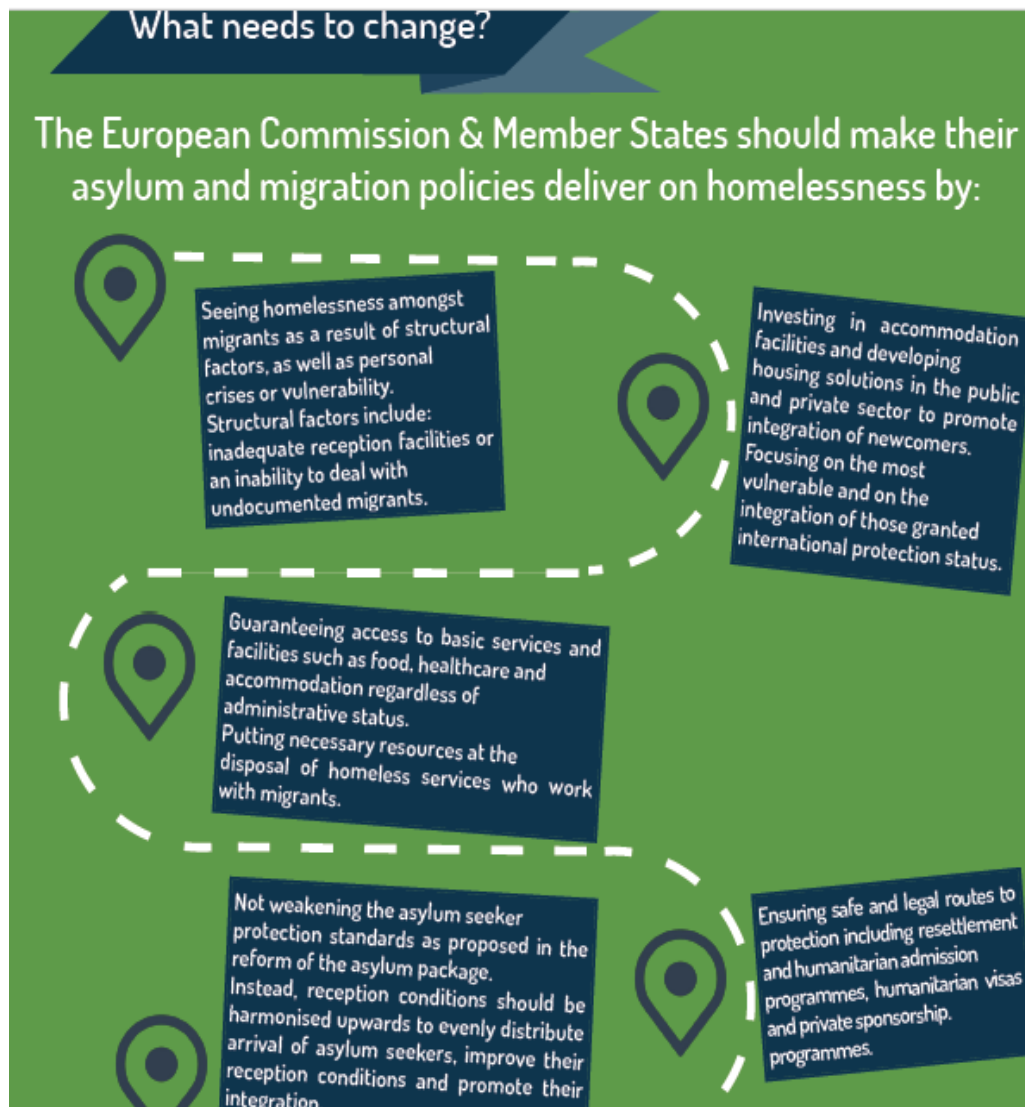 What needs to change?
The European Commission & Member States should make their
asylum and migration policies deliver on homelessness by:
Seeing homelessness amongst
migrants as a result of structural
factors, as well as personal
crises or vulnerability.
Structural factors include:
inadequate reception facilities or
an inability to deal with
undocumented migrants.
Investing in accommodation
facilities and developing
housing solutions in the public
and private sector to promote
integration of newcomers.
Focusing on the most
vulnerable and on the
integration of those granted
international protection status.
Guaranteeing access to basic services and
facilities such as food, healthcare and
accommodation regardless of
administrative status.
Putting necessary resources at the
disposal of homeless services who work
with migrants.
Not weakening the asylum seeker
protection standards as proposed in the
reform of the asylum package.
Instead, reception conditions should be
harmonised upwards to evenly distribute
arrival of asylum seekers, improve their
reception conditions and promote their
integration
Ensuring safe and legal routes to
protection including resettlement
and humanitarian admission
programmes, humanitarian visas
and private sponsorship.
programmes.